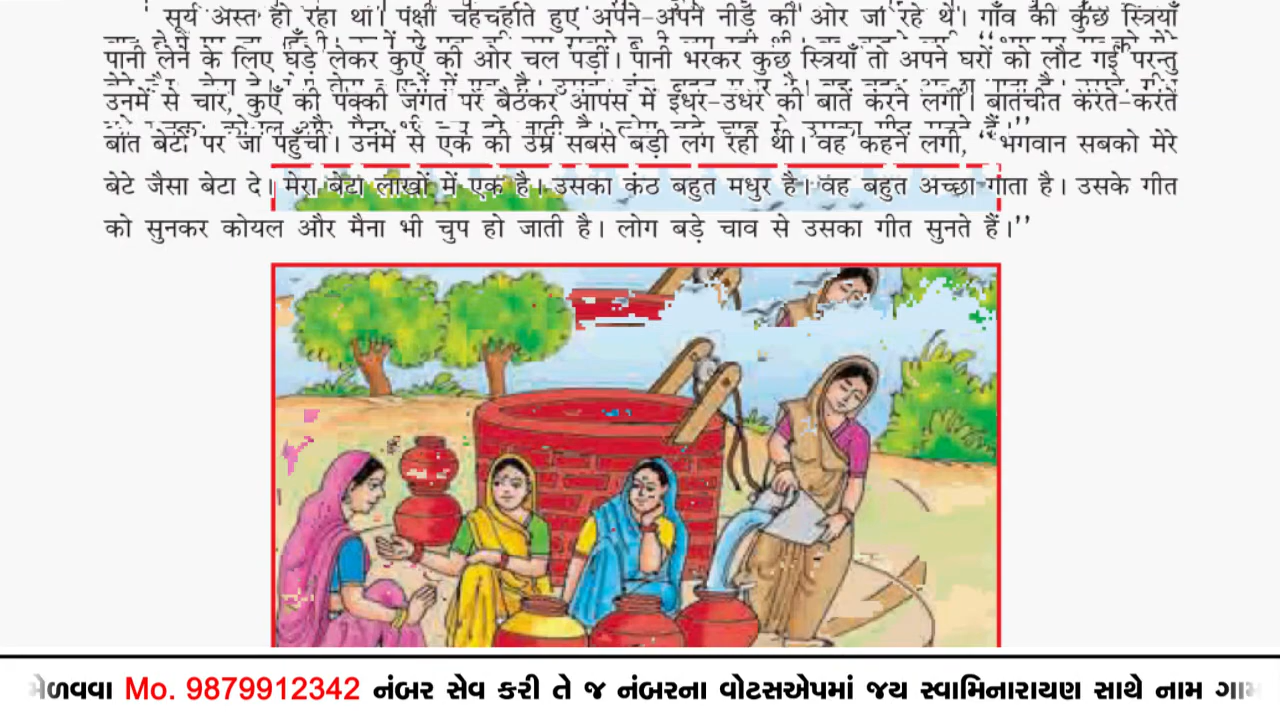 सूर्य अस्त हो रहा था। पक्षी चहचहाते हुए अपने-अपने नीड़ की ओर जा रहे थे। गाँव की कुछ स्त्रियाँ
पानी लेने के लिए घड़े लेकर कुएँ की ओर चल पड़ीं। पानी भरकर कुछ स्त्रियाँ तो अपने घरों को लौट गईं परन्तु
उनमें से चार, कुएँ की पक्की जगत पर बैठकर आपस में इधर-उधर की बातें करने लगीं। बातचीत करते-करते
बात बेटों पर जा पहुँची। उनमें से एक की उम्र सबसे बड़ी लग रही थी। वह कहने लगी, ‘‘भगवान सबको मेरे
बेटे जैसा बेटा दे। मेरा बेटा लाखों में एक है। उसका कंठ बहुत मधुर है। वह बहुत अच्छा गाता है। उसके गीत
को सुनकर कोयल और मैना भी चुप हो जाती है। लोग बड़े चाव से उसका गीत सुनते हैं।’’
મેળવવા Mo. 9879912342 નંબર સેવ કરી તે જ નંબરના વોટસએપમાં જય સ્વામિનારાયણ સાથે નામ ગામ